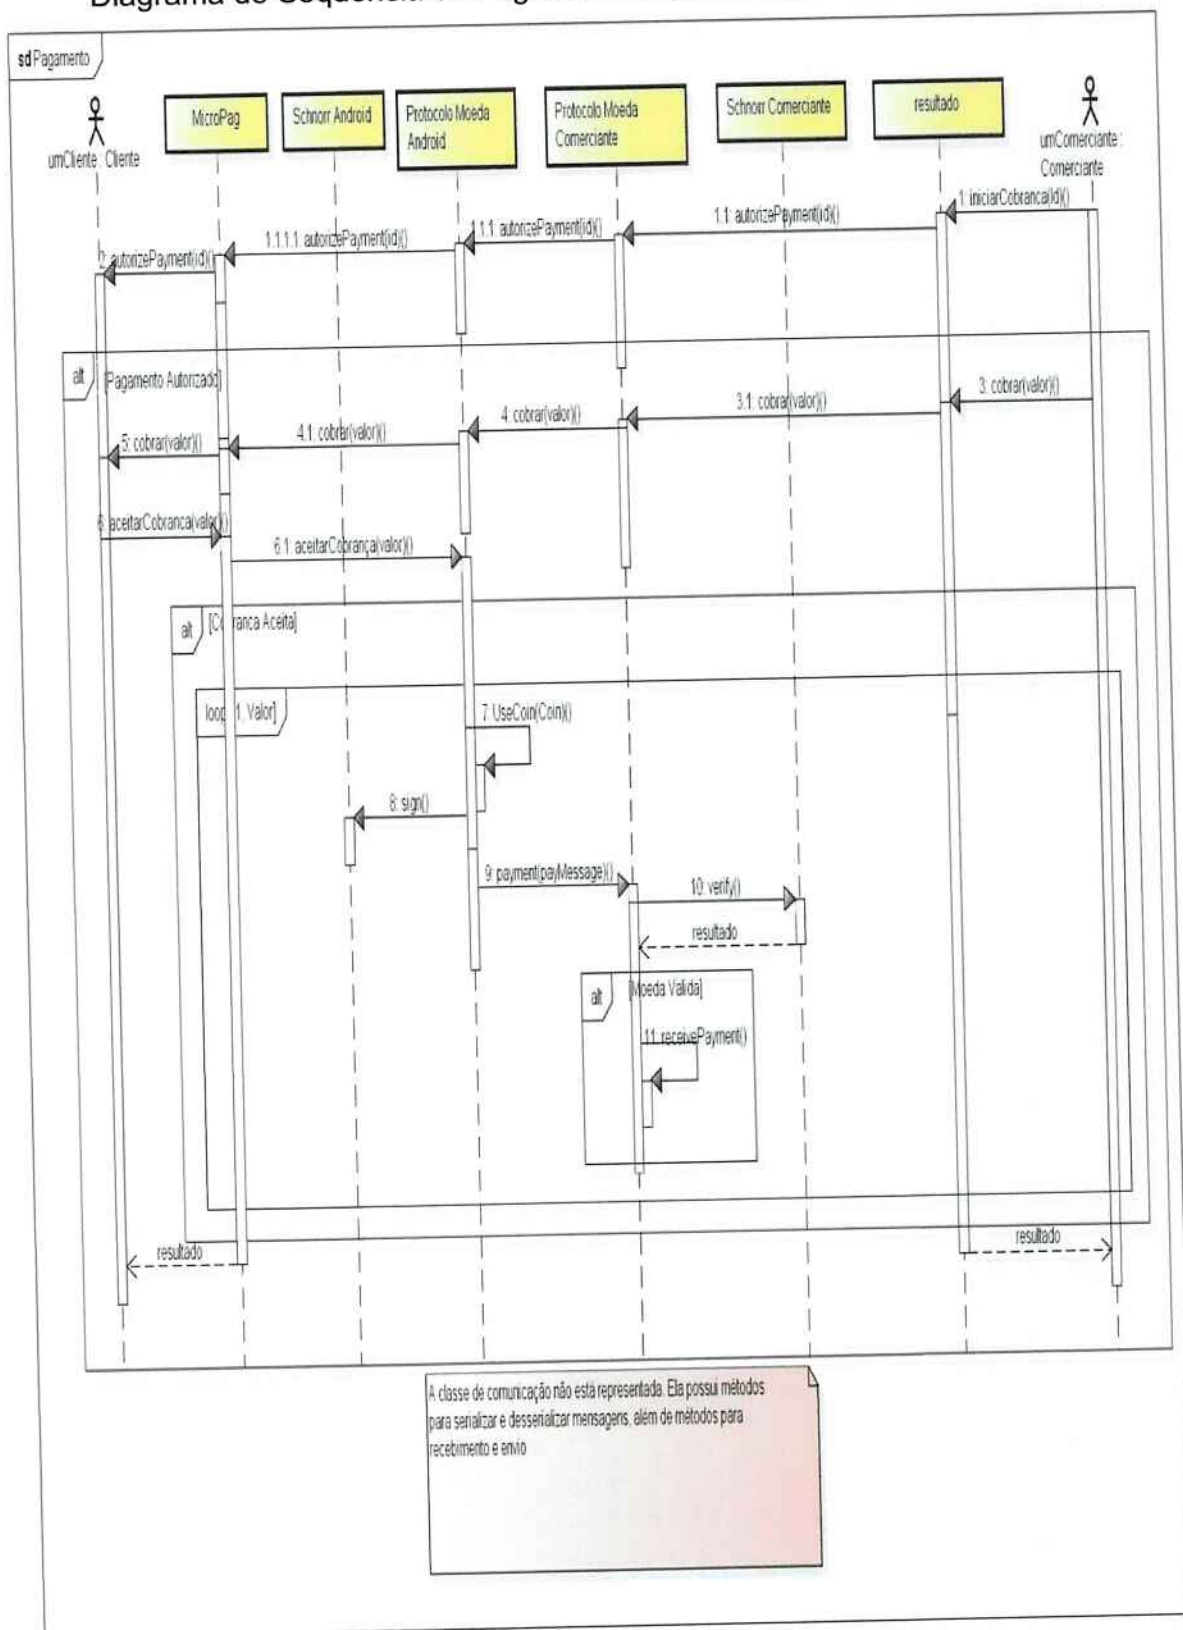 Diagrama de Sequência
sd Pagamento
umCliente : Cliente
MicroPag
Schnorr Android
Protocolo Moeda
Android
Protocolo Moeda
Comerciante
Schnorr Comerciante
resultado
umComerciante :
Comerciante
1: iniciarCobranca(Id)()
1.1: autorizePayment(id)()
1.1.1: autorizePayment(id)()
1.1.1.1: autorizePayment(id)()
2: autorizePayment(id)()
alt
[Pagamento Autorizado]
3: cobrar(valor)()
3.1: cobrar(valor)()
4: cobrar(valor)()
4.1: cobrar(valor)()
5: cobrar(valor)()
6: aceitarCobranca(valor)()
6.1: aceitarCobrança(valor)()
alt
[Cobranca Aceita]
loop [1, Valor]
7: UseCoin(Coin)()
8: sign()
9: payment(payMessage)()
10: verify()
resultado
alt
[Moeda Valida]
11: receivePayment()
resultado
resultado
A classe de comunicação não está representada. Ela possui métodos
para serializar e desserializar mensagens, além de métodos para
recebimento e envio